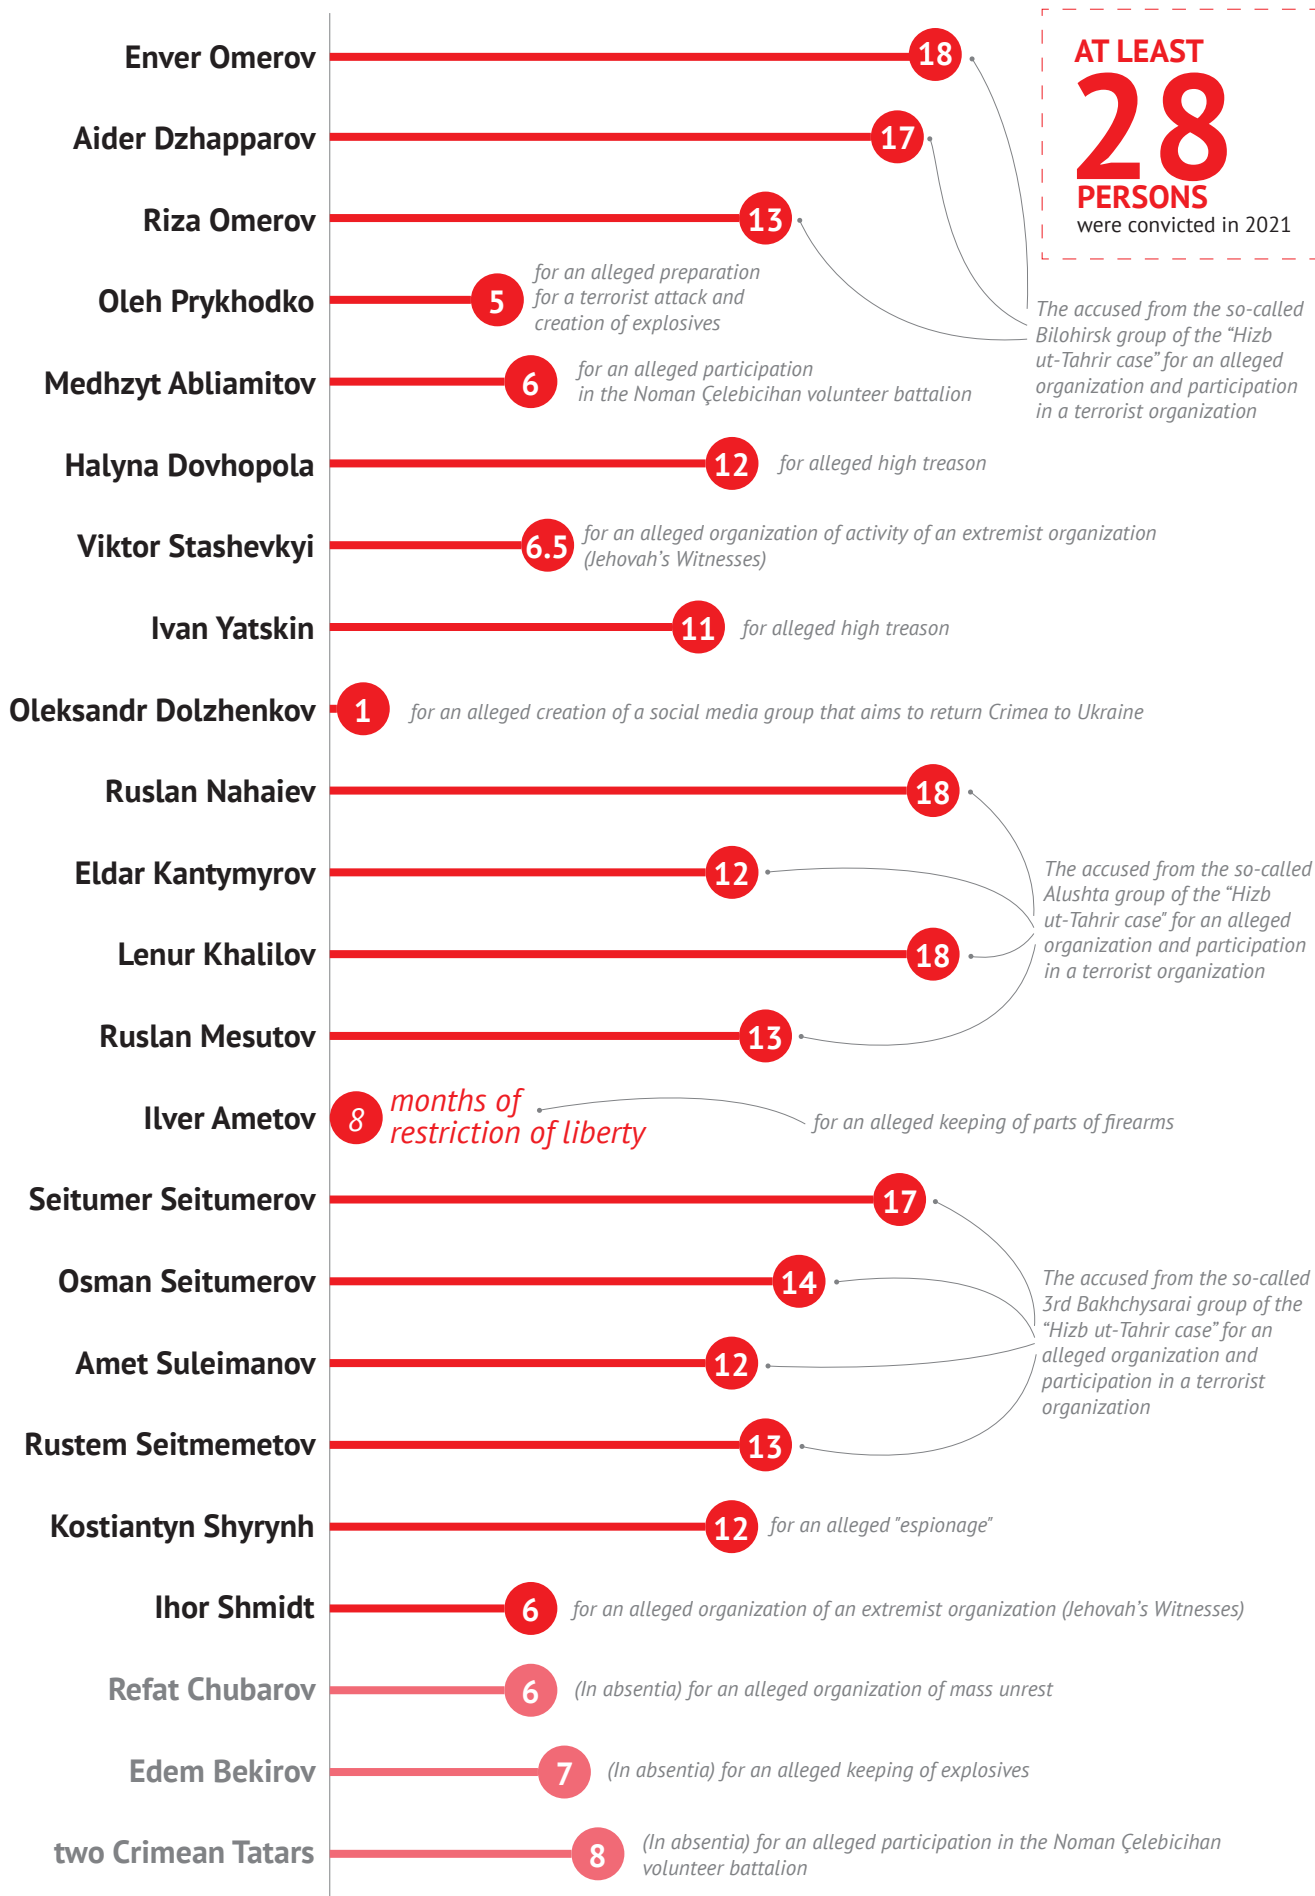 AT LEAST
28
PERSONS
were convicted in 2021
Enver Omerov
18
Aider Dzhapparov
17
Riza Omerov
13
The accused from the so-called
Bilohirsk group of the “Hizb
ut-Tahrir case” for an alleged
organization and participation
in a terrorist organization
Oleh Prykhodko
5
for an alleged preparation
for a terrorist attack and
creation of explosives
Medhzyt Abliamitov
6
for an alleged participation
in the Noman Çelebicihan volunteer battalion
Halyna Dovhopola
12
for alleged high treason
Viktor Stashevkyi
6.5
for an alleged organization of activity of an extremist organization
(Jehovah’s Witnesses)
Ivan Yatskin
11
for alleged high treason
Oleksandr Dolzhenkov
1
for an alleged creation of a social media group that aims to return Crimea to Ukraine
Ruslan Nahaiev
18
Eldar Kantymyrov
12
Lenur Khalilov
18
Ruslan Mesutov
13
The accused from the so-called
Alushta group of the “Hizb
ut-Tahrir case" for an alleged
organization and participation
in a terrorist organization
Ilver Ametov
8
months of
restriction of liberty
for an alleged keeping of parts of firearms
Seitumer Seitumerov
17
Osman Seitumerov
14
Amet Suleimanov
12
Rustem Seitmemetov
13
The accused from the so-called
3rd Bakhchysarai group of the
“Hizb ut-Tahrir case” for an
alleged organization and
participation in a terrorist
organization
Kostiantyn Shyrynh
12
for an alleged "espionage"
Ihor Shmidt
6
for an alleged organization of an extremist organization (Jehovah’s Witnesses)
Refat Chubarov
6
(In absentia) for an alleged organization of mass unrest
Edem Bekirov
7
(In absentia) for an alleged keeping of explosives
two Crimean Tatars
8
(In absentia) for an alleged participation in the Noman Çelebicihan
volunteer battalion